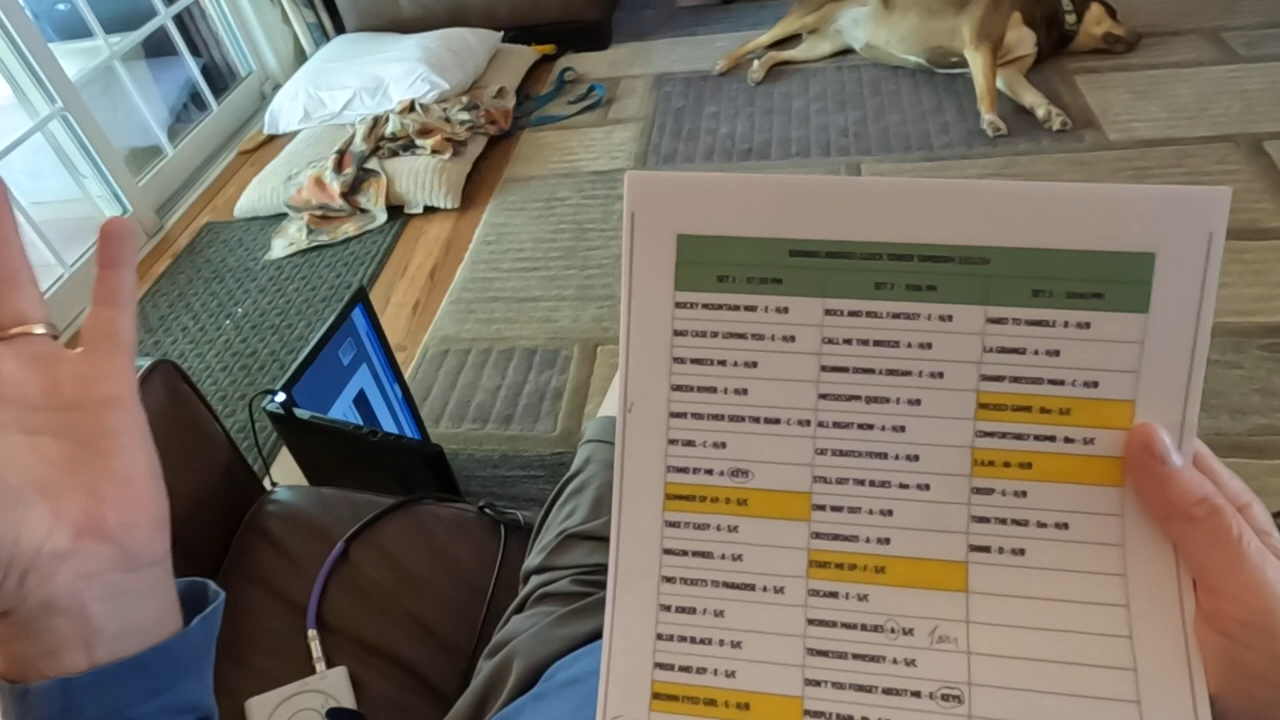 SET 1 -
SET 2 -
SET 3 -
ROCKY MOUNTAIN WAY - E - H/B
BAD CASE OF LOVING YOU - E - H/B
YOU WRECK ME - A - H/B
GREEN RIVER - E - H/B
HAVE YOU EVER SEEN THE RAIN - C - H/B
MY GIRL - C - H/B
STAND BY ME - A KEYS
SUMMER OF 69 - D - S/C
TAKE IT EASY - G - S/C
WAGON WHEEL - A - S/C
TWO TICKETS TO PARADISE - A - S/C
THE JOKER - F - S/C
BLUE ON BLACK - D - S/C
PRIDE AND JOY - E - S/C
BROWN EYED GIRL - G - H/B
ROCK AND ROLL FANTASY - E - H/B
CALL ME THE BREEZE - A - H/B
RUNNIN DOWN A DREAM - E - H/B
MISSISSIPPI QUEEN - E - H/B
ALL RIGHT NOW - A - H/B
CAT SCRATCH FEVER - A - H/B
STILL GOT THE BLUES - Am - H/B
ONE WAY OUT - A - H/B
CROSSROADS - A - H/B
START ME UP - F - S/C
COCAINE - E - S/C
WORKIN MAN BLUES - A - S/C
TENNESSEE WHISKEY - A - S/C
DON'T YOU FORGET ABOUT ME - E - KEYS
PURPLE RAIN
HARD TO HANDLE - B - H/B
LA GRANGE - A - H/B
SHARP DRESSED MAN - C - H/B
WICKED GAME - Bm - S/C
COMFORTABLY NUMB - Bm - S/C
3 A.M. - Ab - H/B
CREEP - G - H/B
TURN THE PAGE - Em - H/B
SHINE - D - H/B